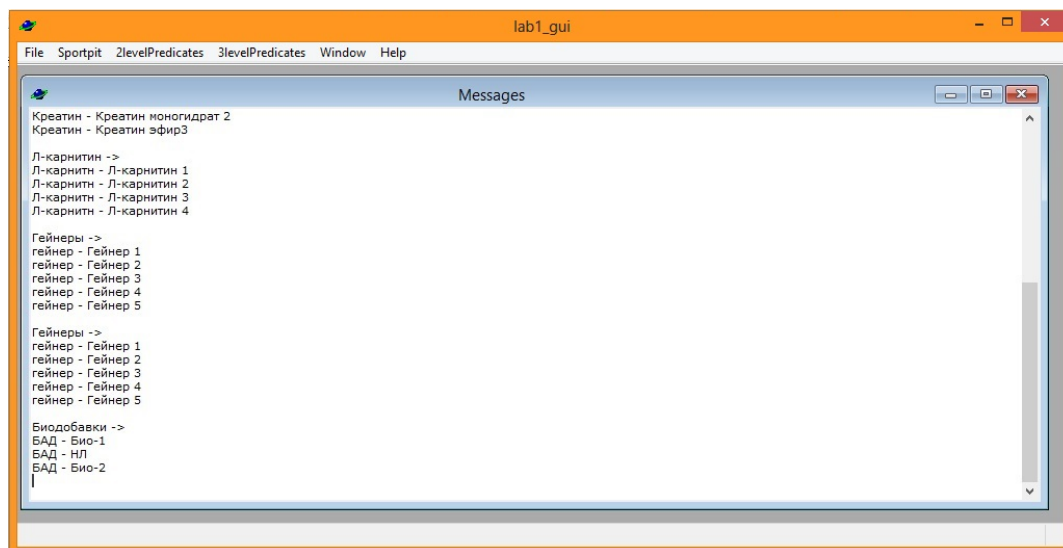 lab1_gui
File Sportpit 2levelPredicates 3levelPredicates Window Help
Messages
Креатин - Креатин моногидрат 2
Креатин - Креатин эфир3
Л-карнитин ->
Л-карнитн - Л-карнитин 1
Л-карнитн - Л-карнитин 2
Л-карнитн - Л-карнитин 3
Л-карнитн - Л-карнитин 4
Гейнеры ->
гейнер - Гейнер 1
гейнер - Гейнер 2
гейнер - Гейнер 3
гейнер - Гейнер 4
гейнер - Гейнер 5
Гейнеры ->
гейнер - Гейнер 1
гейнер - Гейнер 2
гейнер - Гейнер 3
гейнер - Гейнер 4
гейнер - Гейнер 5
Биодобавки ->
БАД - Био-1
БАД - НЛ
БАД - Био-2